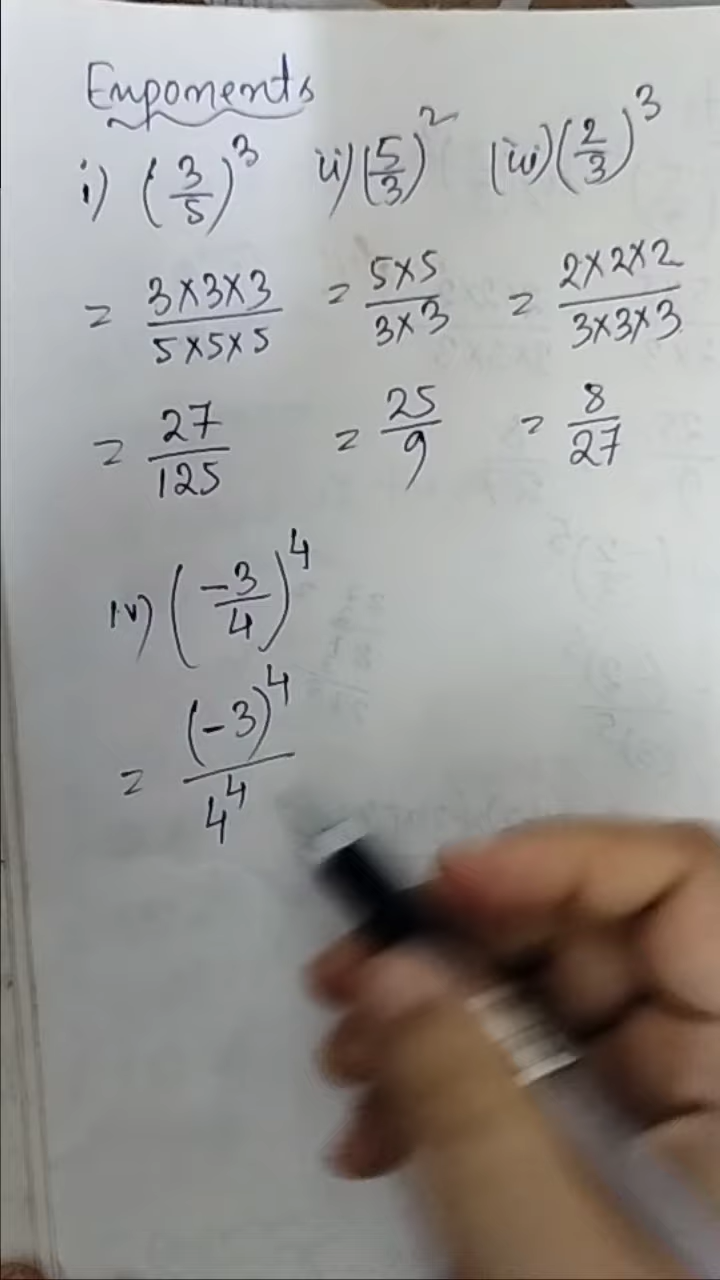 Exponents
i) (3/5)^3 ii) (5/3)^2 (iii) (2/3)^3
= 3×3×3/5×5×5 = 5×5/3×3 = 2×2×2/3×3×3
= 27/125 = 25/9 = 8/27
iv) (-3/4)^4
= (-3)^4/4^4